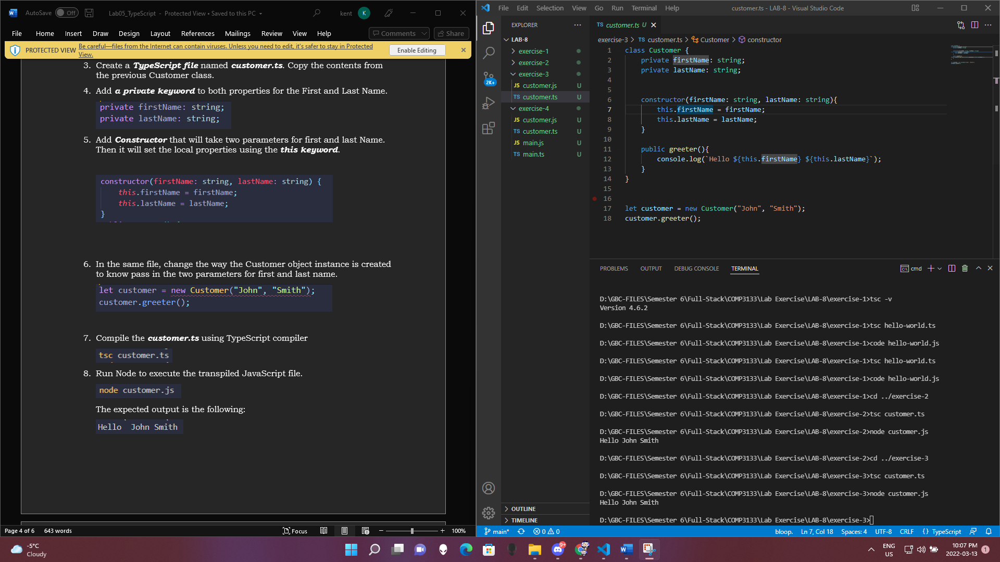 AutoSave Off Lab05_TypeScript - Protected View • Saved to this PC kent K
File Home Insert Draw Design Layout References Mailings Review View Help Comments Share
PROTECTED VIEW Be careful—files from the Internet can contain viruses. Unless you need to edit, it's safer to stay in Protected View. Enable Editing
3. Create a TypeScript file named customer.ts. Copy the contents from
the previous Customer class.
4. Add a private keyword to both properties for the First and Last Name.
private firstName: string;
private lastName: string;
5. Add Constructor that will take two parameters for first and last Name.
Then it will set the local properties using the this keyword.
constructor(firstName: string, lastName: string) {
this.firstName = firstName;
this.lastName = lastName;
}
6. In the same file, change the way the Customer object instance is created
to know pass in the two parameters for first and last name.
let customer = new Customer("John", "Smith");
customer.greeter();
7. Compile the customer.ts using TypeScript compiler
tsc customer.ts
8. Run Node to execute the transpiled JavaScript file.
node customer.js
The expected output is the following:
Hello John Smith
Page 4 of 6 643 words Focus 100%
File Edit Selection View Go Run Terminal Help customer.ts - LAB-8 - Visual Studio Code
EXPLORER
LAB-8
exercise-1
exercise-2
exercise-3
JS customer.js U
TS customer.ts U
exercise-4
JS customer.js U
TS customer.ts U
JS main.js U
TS main.ts U
OUTLINE
TIMELINE
2K+
TS customer.ts U
exercise-3 > TS customer.ts > Customer > constructor
1 class Customer {
2 private firstName: string;
3 private lastName: string;
4
5
6 constructor(firstName: string, lastName: string){
7 this.firstName = firstName;
8 this.lastName = lastName;
9 }
10
11 public greeter(){
12 console.log(`Hello ${this.firstName} ${this.lastName}`);
13 }
14 }
15
16
17 let customer = new Customer("John", "Smith");
18 customer.greeter();
PROBLEMS OUTPUT DEBUG CONSOLE TERMINAL cmd
D:\GBC-FILES\Semester 6\Full-Stack\COMP3133\Lab Exercise\LAB-8\exercise-1>tsc -v
Version 4.6.2
D:\GBC-FILES\Semester 6\Full-Stack\COMP3133\Lab Exercise\LAB-8\exercise-1>tsc hello-world.ts
D:\GBC-FILES\Semester 6\Full-Stack\COMP3133\Lab Exercise\LAB-8\exercise-1>code hello-world.js
D:\GBC-FILES\Semester 6\Full-Stack\COMP3133\Lab Exercise\LAB-8\exercise-1>tsc hello-world.ts
D:\GBC-FILES\Semester 6\Full-Stack\COMP3133\Lab Exercise\LAB-8\exercise-1>code hello-world.js
D:\GBC-FILES\Semester 6\Full-Stack\COMP3133\Lab Exercise\LAB-8\exercise-1>cd ../exercise-2
D:\GBC-FILES\Semester 6\Full-Stack\COMP3133\Lab Exercise\LAB-8\exercise-2>tsc customer.ts
D:\GBC-FILES\Semester 6\Full-Stack\COMP3133\Lab Exercise\LAB-8\exercise-2>node customer.js
Hello John Smith
D:\GBC-FILES\Semester 6\Full-Stack\COMP3133\Lab Exercise\LAB-8\exercise-2>cd ../exercise-3
D:\GBC-FILES\Semester 6\Full-Stack\COMP3133\Lab Exercise\LAB-8\exercise-3>tsc customer.ts
D:\GBC-FILES\Semester 6\Full-Stack\COMP3133\Lab Exercise\LAB-8\exercise-3>node customer.js
Hello John Smith
D:\GBC-FILES\Semester 6\Full-Stack\COMP3133\Lab Exercise\LAB-8\exercise-3>
main* 0 0 bloop. Ln 7, Col 18 Spaces: 4 UTF-8 CRLF {} TypeScript
-5°C
Cloudy
9+
ENG
US
10:07 PM
2022-03-13
1